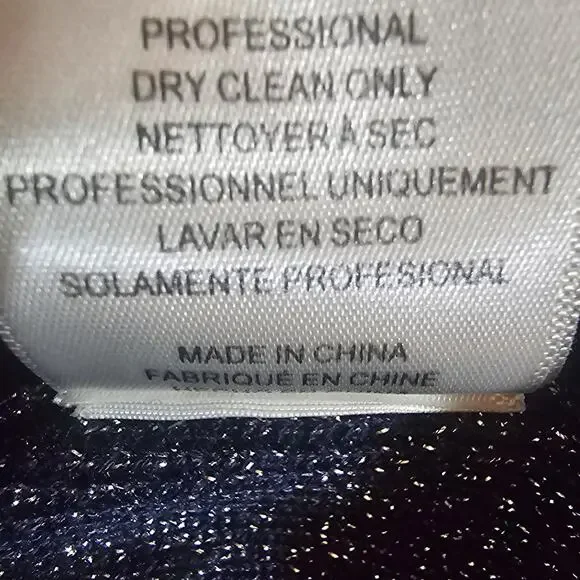 PROFESSIONAL
DRY CLEAN ONLY
NETTOYER À SEC
PROFESSIONNEL UNIQUEMENT
LAVAR EN SECO
SOLAMENTE PROFESIONAL
MADE IN CHINA
FABRIQUÉ EN CHINE